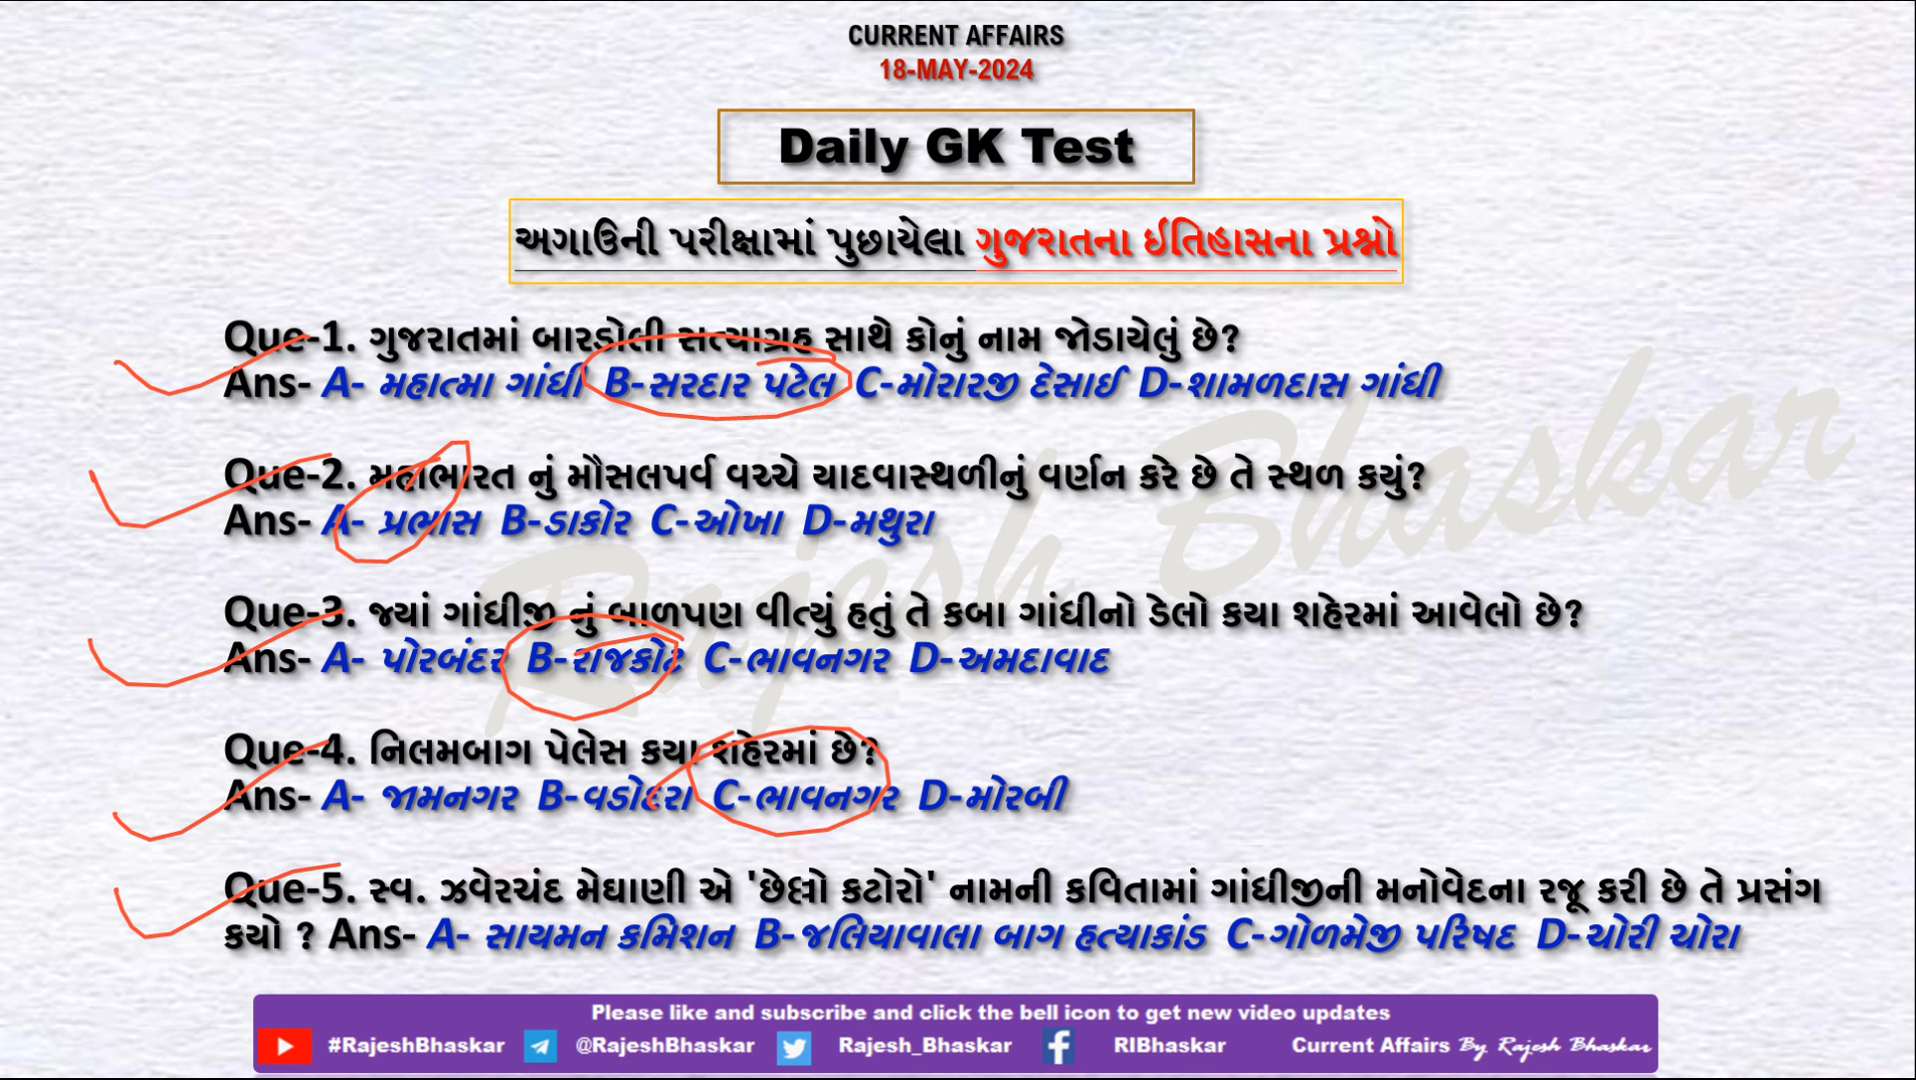 CURRENT AFFAIRS
18-MAY-2024
Daily GK Test
અગાઉની પરીક્ષામાં પુછાયેલા ગુજરાતના ઈતિહાસના પ્રશ્નો
Que-1. ગુજરાતમાં બારડોલી સત્યાગ્રહ સાથે કોનું નામ જોડાયેલું છે?
Ans- A- મહાત્મા ગાંધી B-સરદાર પટેલ C-મોરારજી દેસાઈ D-શામળદાસ ગાંધી
Que-2. મહાભારત નું મૌસલપર્વ વચ્ચે યાદવાસ્થળીનું વર્ણન કરે છે તે સ્થળ કયું?
Ans- A- પ્રભાસ B-ડાકોર C-ઓખા D-મથુરા
Que-3. જ્યાં ગાંધીજી નું બાળપણ વીત્યું હતું તે કબા ગાંધીનો ડેલો કયા શહેરમાં આવેલો છે?
Ans- A- પોરબંદર B-રાજકોટ C-ભાવનગર D-અમદાવાદ
Que-4. નિલમબાગ પેલેસ કયા શહેરમાં છે?
Ans- A- જામનગર B-વડોદરા C-ભાવનગર D-મોરબી
Que-5. સ્વ. ઝવેરચંદ મેઘાણી એ 'છેલ્લો કટોરો' નામની કવિતામાં ગાંધીજીની મનોવેદના રજૂ કરી છે તે પ્રસંગ
કયો ? Ans- A- સાયમન કમિશન B-જલિયાવાલા બાગ હત્યાકાંડ C-ગોળમેજી પરિષદ D-ચોરી ચોરા
Rajesh Bhaskar
Please like and subscribe and click the bell icon to get new video updates
#RajeshBhaskar @RajeshBhaskar Rajesh_Bhaskar RIBhaskar Current Affairs By Rajesh Bhaskar